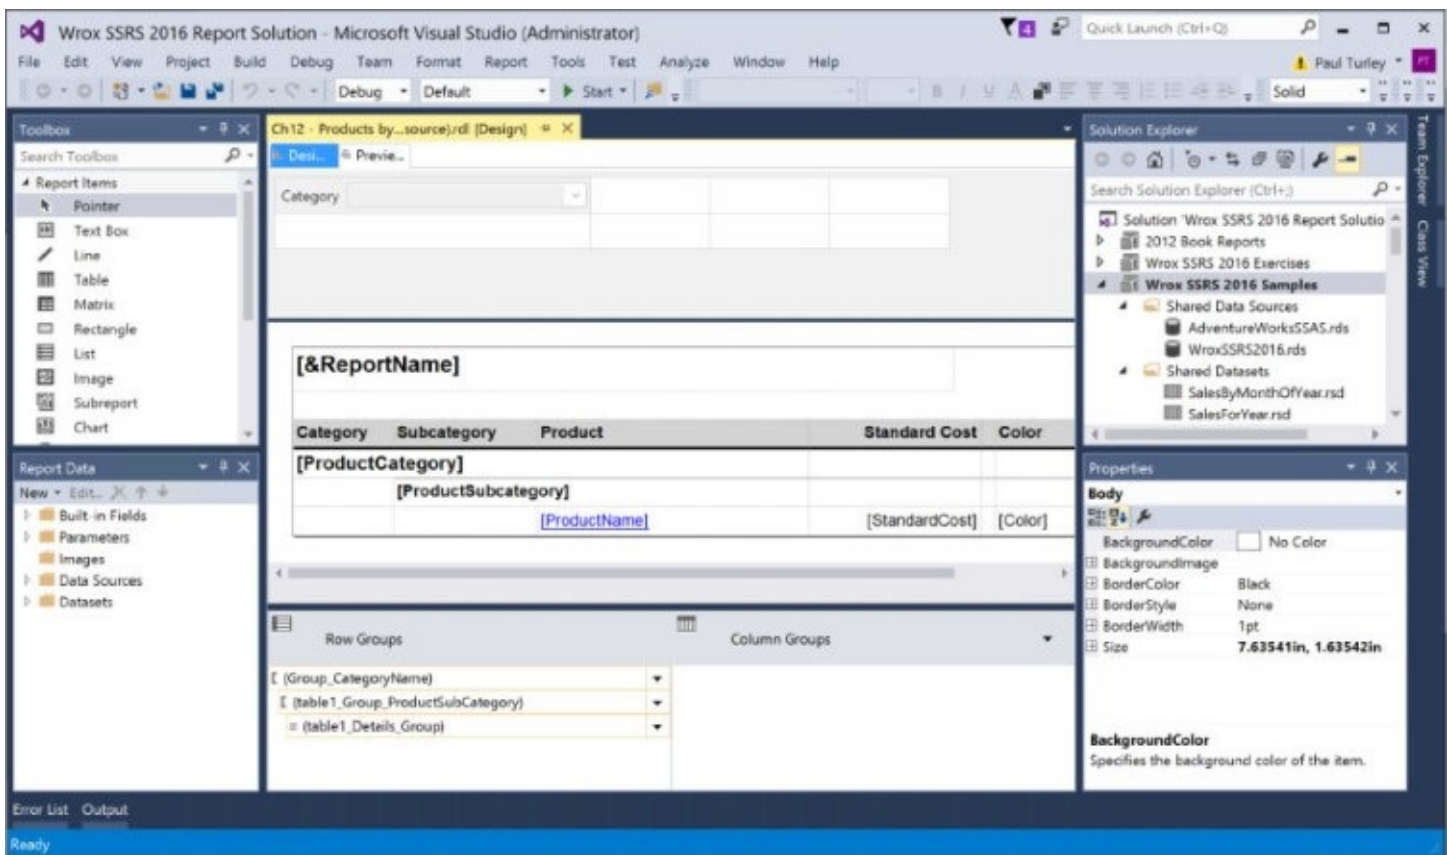 Wrox SSRS 2016 Report Solution - Microsoft Visual Studio (Administrator)
4
Quick Launch (Ctrl+Q)
File Edit View Project Build Debug Team Format Report Tools Test Analyze Window Help
Paul Turley
PT
Debug Default Start B I U A Solid
Toolbox
Search Toolbox
Report Items
Pointer
Text Box
Line
Table
Matrix
Rectangle
List
Image
Subreport
Chart
Report Data
New Edit...
Built-in Fields
Parameters
Images
Data Sources
Datasets
Ch12 - Products by...source).rdl [Design]
Desi... Previe...
Category
[&ReportName]
Category Subcategory Product Standard Cost Color
[ProductCategory]
[ProductSubcategory]
[ProductName] [StandardCost] [Color]
Row Groups Column Groups
(Group_CategoryName)
(table1_Group_ProductSubCategory)
(table1_Details_Group)
Solution Explorer
Search Solution Explorer (Ctrl+;)
Solution 'Wrox SSRS 2016 Report Solutio
2012 Book Reports
Wrox SSRS 2016 Exercises
Wrox SSRS 2016 Samples
Shared Data Sources
AdventureWorksSSAS.rds
WroxSSRS2016.rds
Shared Datasets
SalesByMonthOfYear.rsd
SalesForYear.rsd
Properties
Body
BackgroundColor No Color
BackgroundImage
BorderColor Black
BorderStyle None
BorderWidth 1pt
Size 7.63541in, 1.63542in
BackgroundColor
Specifies the background color of the item.
Team Explorer
Class View
Error List Output
Ready